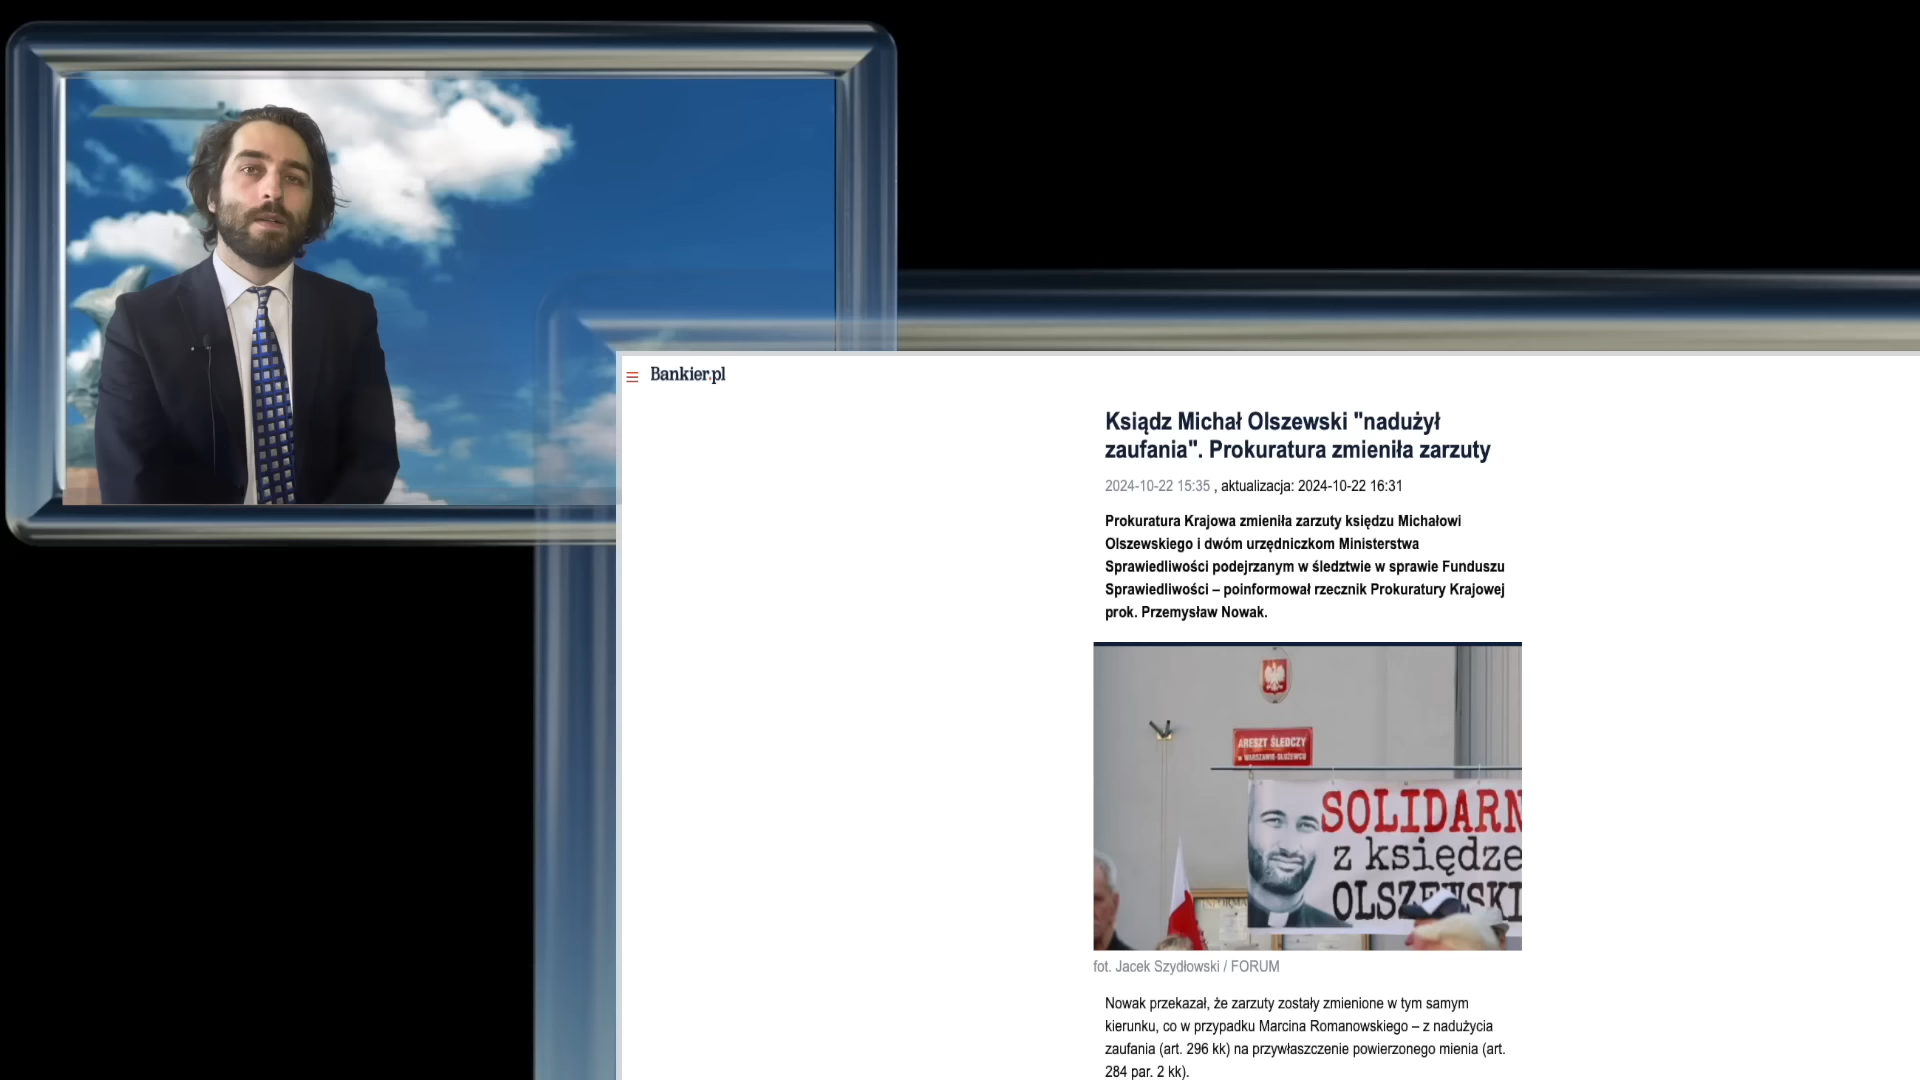 Bankier.pl
Ksiądz Michał Olszewski "nadużył
zaufania". Prokuratura zmieniła zarzuty
2024-10-22 15:35 , aktualizacja: 2024-10-22 16:31
Prokuratura Krajowa zmieniła zarzuty księdzu Michałowi
Olszewskiego i dwóm urzędniczkom Ministerstwa
Sprawiedliwości podejrzanym w śledztwie w sprawie Funduszu
Sprawiedliwości – poinformował rzecznik Prokuratury Krajowej
prok. Przemysław Nowak.
ARESZT ŚLEDCZY
w WARSZAWIE-SŁUŻEWCU
SOLIDARN
z księdze
OLSZEWSKI
INFORMA
fot. Jacek Szydłowski / FORUM
Nowak przekazał, że zarzuty zostały zmienione w tym samym
kierunku, co w przypadku Marcina Romanowskiego – z nadużycia
zaufania (art. 296 kk) na przywłaszczenie powierzonego mienia (art.
284 par. 2 kk).